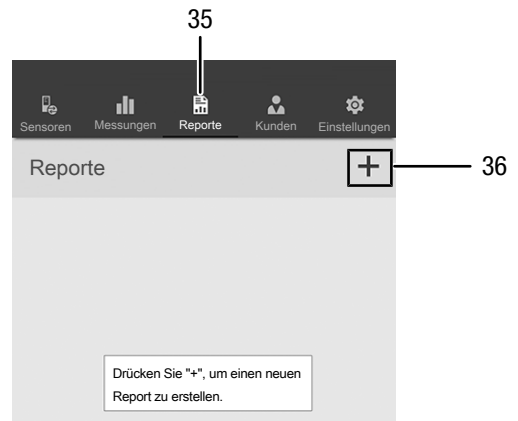 35
Sensoren Messungen Reporte Kunden Einstellungen
Reporte +
36
Drücken Sie "+", um einen neuen
Report zu erstellen.